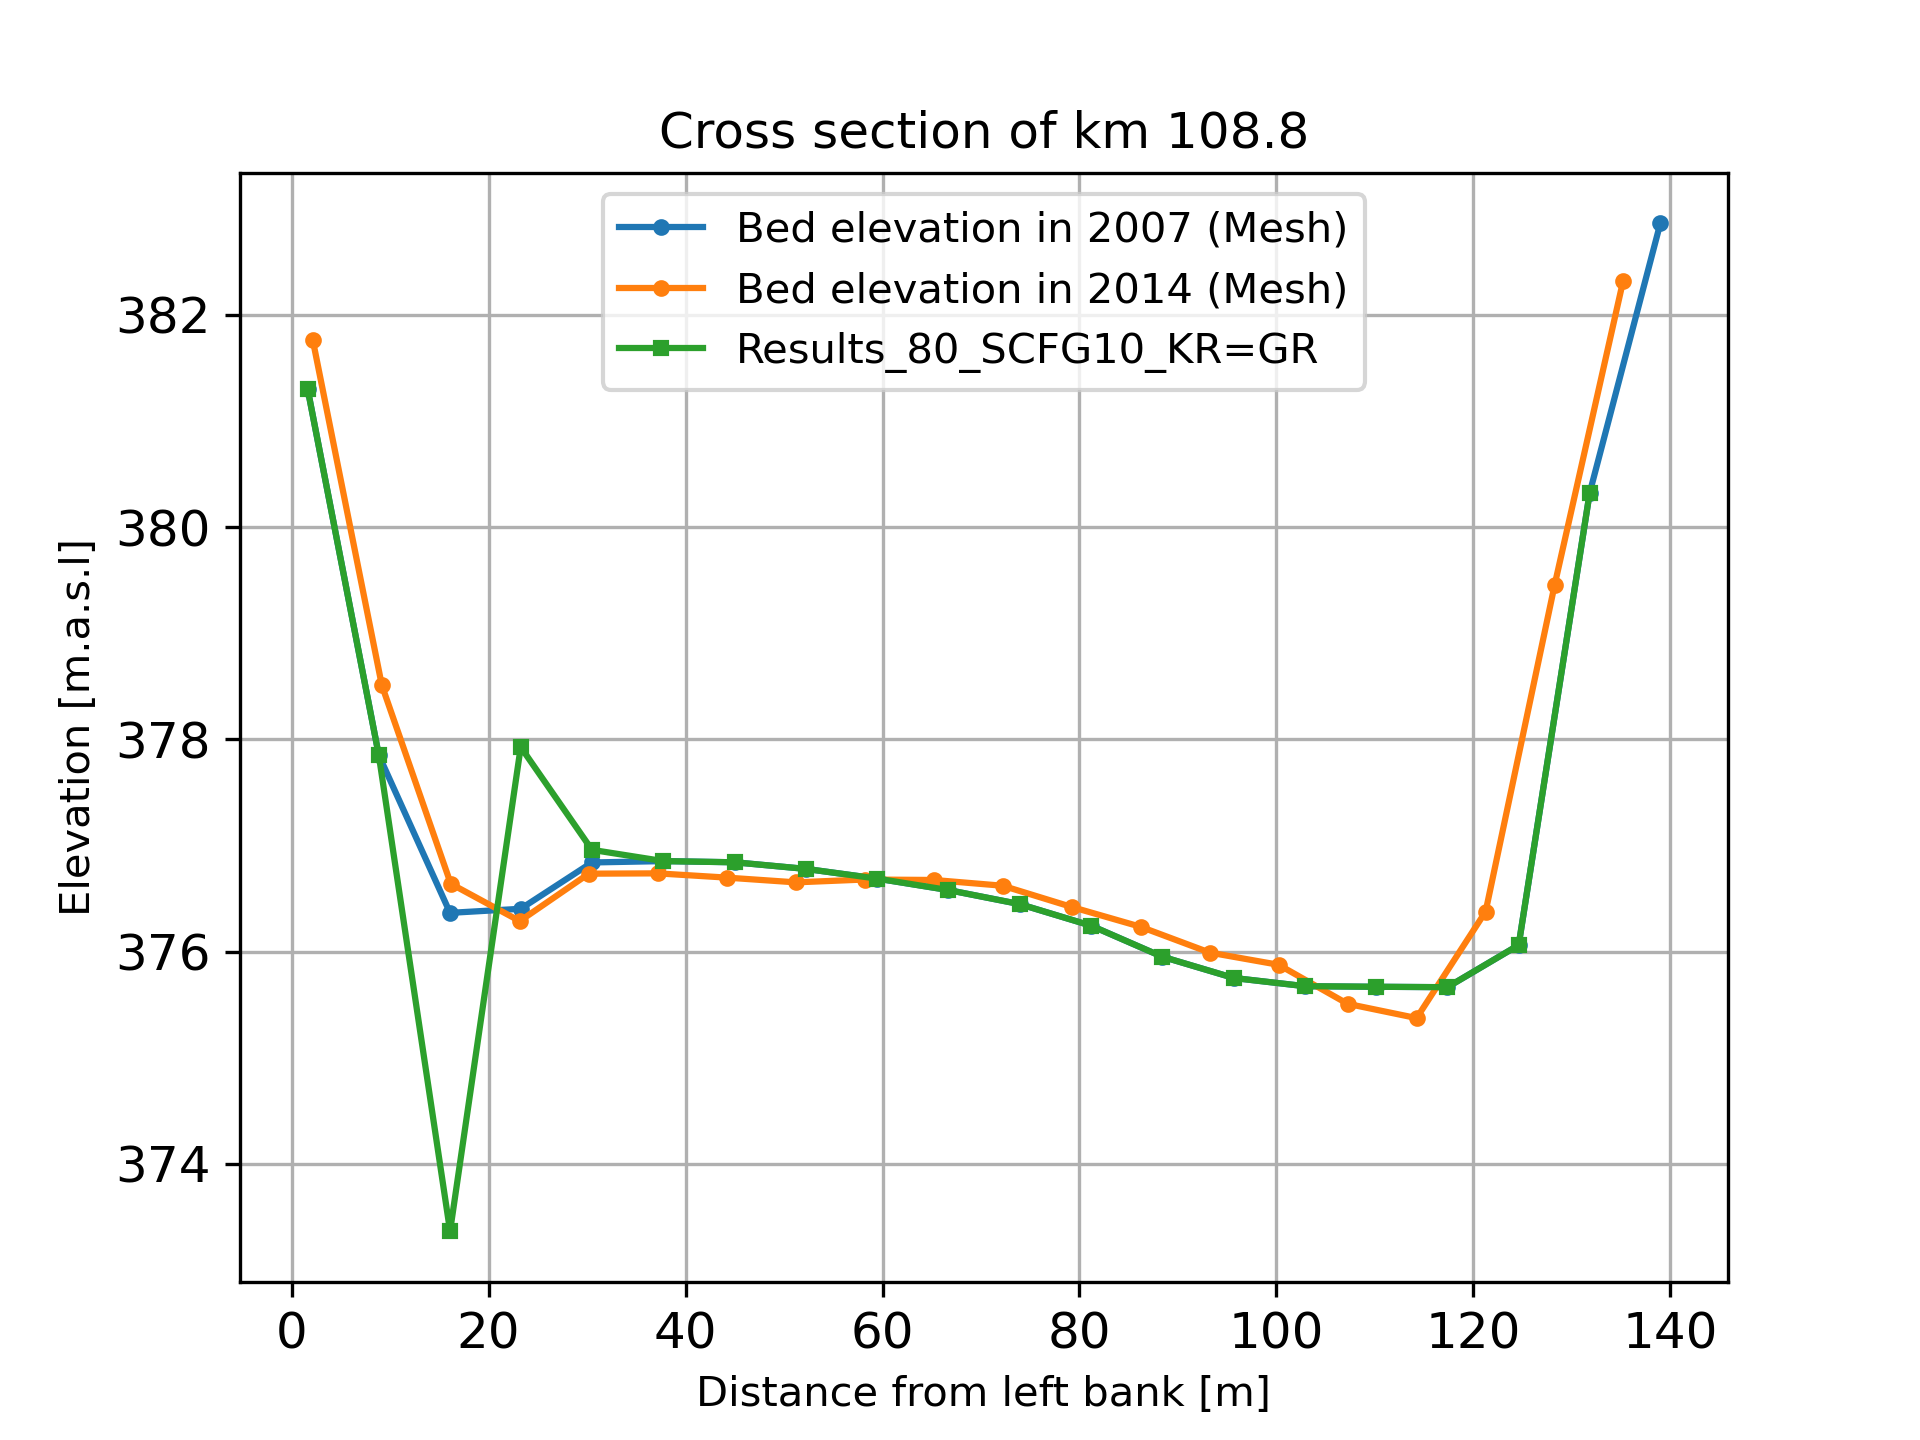 Cross section of km 108.8
Bed elevation in 2007 (Mesh)
Bed elevation in 2014 (Mesh)
Results_80_SCFG10_KR=GR
Elevation [m.a.s.l]
382
380
378
376
374
0 20 40 60 80 100 120 140
Distance from left bank [m]